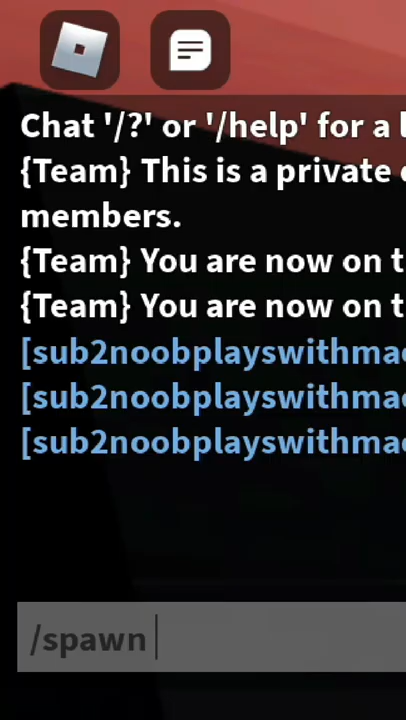 Chat '/?' or '/help' for a
{Team} This is a private
members.
{Team} You are now on
{Team} You are now on
[sub2noobplayswithma
[sub2noobplayswithma
[sub2noobplayswithma
/spawn